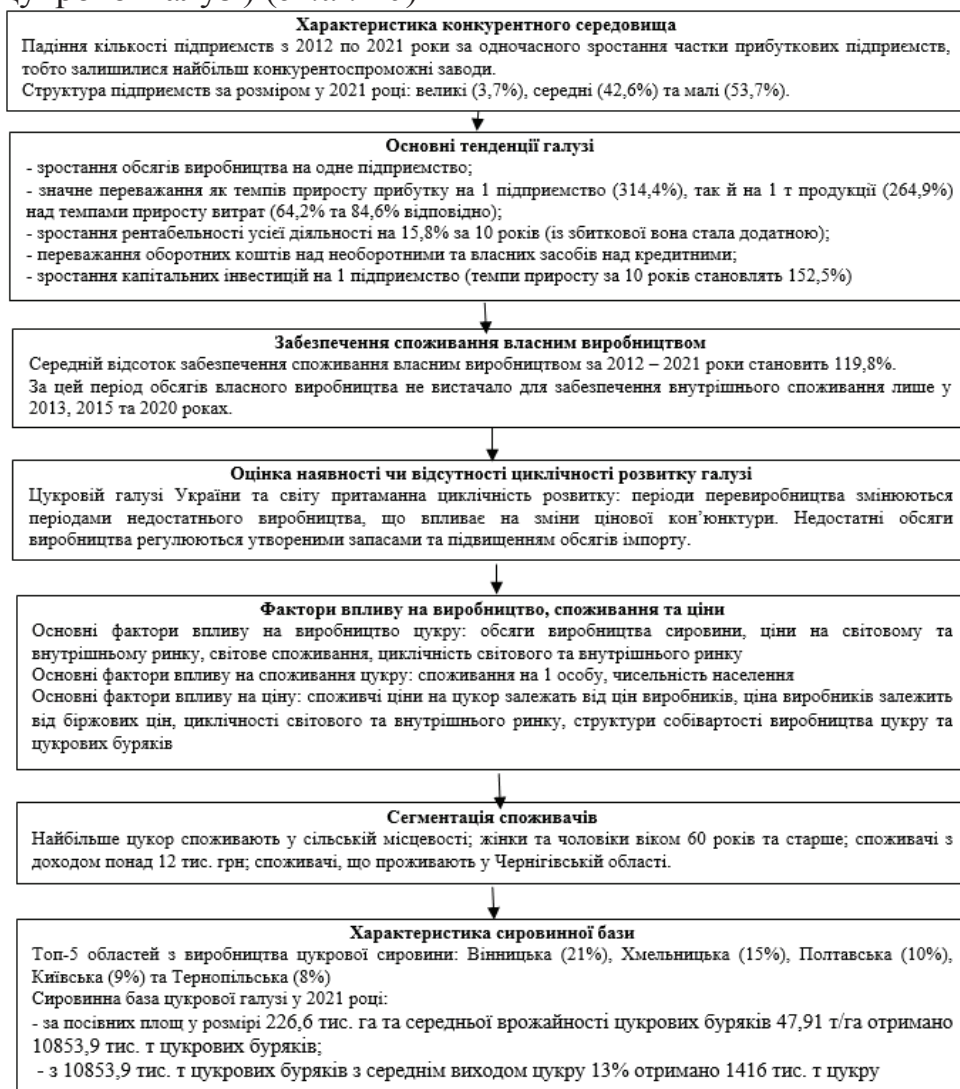 Характеристика конкурентного середовища
Падіння кількості підприємств з 2012 по 2021 роки за одночасного зростання частки прибуткових підприємств,
тобто залишилися найбільш конкурентоспроможні заводи.
Структура підприємств за розміром у 2021 році: великі (3,7%), середні (42,6%) та малі (53,7%).
Основні тенденції галузі
- зростання обсягів виробництва на одне підприємство;
- значне переважання як темпів приросту прибутку на 1 підприємство (314,4%), так й на 1 т продукції (264,9%)
над темпами приросту витрат (64,2% та 84,6% відповідно);
- зростання рентабельності усієї діяльності на 15,8% за 10 років (із збиткової вона стала додатною);
- переважання оборотних коштів над необоротними та власних засобів над кредитними;
- зростання капітальних інвестицій на 1 підприємство (темпи приросту за 10 років становлять 152,5%)
Забезпечення споживання власним виробництвом
Середній відсоток забезпечення споживання власним виробництвом за 2012 – 2021 роки становить 119,8%.
За цей період обсягів власного виробництва не вистачало для забезпечення внутрішнього споживання лише у
2013, 2015 та 2020 роках.
Оцінка наявності чи відсутності циклічності розвитку галузі
Цукровій галузі України та світу притаманна циклічність розвитку: періоди перевиробництва змінюються
періодами недостатнього виробництва, що впливає на зміни цінової кон’юнктури. Недостатні обсяги
виробництва регулюються утвореними запасами та підвищенням обсягів імпорту.
Фактори впливу на виробництво, споживання та ціни
Основні фактори впливу на виробництво цукру: обсяги виробництва сировини, ціни на світовому та
внутрішньому ринку, світове споживання, циклічність світового та внутрішнього ринку
Основні фактори впливу на споживання цукру: споживання на 1 особу, чисельність населення
Основні фактори впливу на ціну: споживчі ціни на цукор залежать від цін виробників, ціна виробників залежить
від біржових цін, циклічності світового та внутрішнього ринку, структури собівартості виробництва цукру та
цукрових буряків
Сегментація споживачів
Найбільше цукор споживають у сільській місцевості; жінки та чоловіки віком 60 років та старше; споживачі з
доходом понад 12 тис. грн; споживачі, що проживають у Чернігівській області.
Характеристика сировинної бази
Топ-5 областей з виробництва цукрової сировини: Вінницька (21%), Хмельницька (15%), Полтавська (10%),
Київська (9%) та Тернопільська (8%)
Сировинна база цукрової галузі у 2021 році:
- за посівних площ у розмірі 226,6 тис. га та середньої врожайності цукрових буряків 47,91 т/га отримано
10853,9 тис. т цукрових буряків;
- з 10853,9 тис. т цукрових буряків з середнім виходом цукру 13% отримано 1416 тис. т цукру